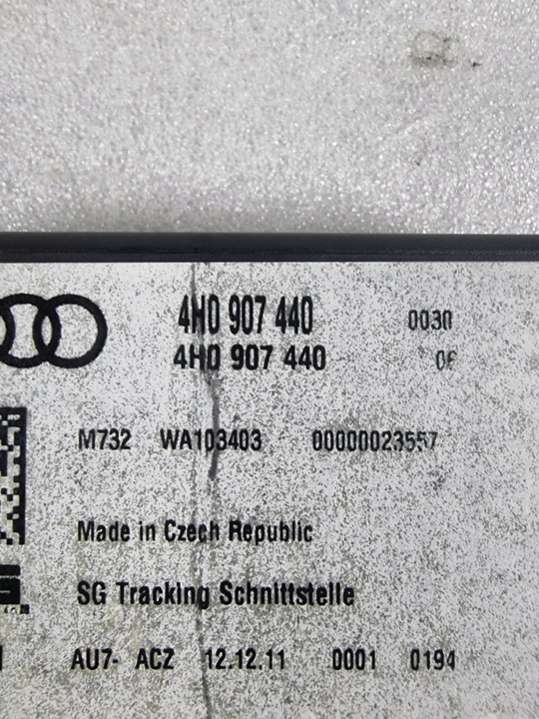 4H0 907 440 0030
4H0 907 440
M732 WA103403 00000023557
Made in Czech Republic
SG Tracking Schnittstelle
AU7- ACZ 12.12.11 0001 0194